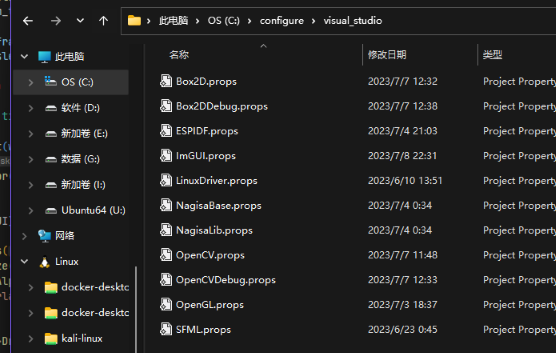 此电脑 > OS (C:) > configure > visual_studio
名称 修改日期 类型
此电脑
OS (C:)
软件 (D:)
新加卷 (E:)
数据 (G:)
新加卷 (I:)
Ubuntu64 (U:)
网络
Linux
docker-deskto
docker-deskto
kali-linux
Box2D.props 2023/7/7 12:32 Project Property
Box2DDebug.props 2023/7/7 12:38 Project Property
ESPIDF.props 2023/7/4 21:03 Project Property
ImGUI.props 2023/7/8 22:31 Project Property
LinuxDriver.props 2023/6/10 13:51 Project Property
NagisaBase.props 2023/7/4 0:34 Project Property
NagisaLib.props 2023/7/4 0:34 Project Property
OpenCV.props 2023/7/7 11:48 Project Property
OpenCVDebug.props 2023/7/7 12:33 Project Property
OpenGL.props 2023/7/3 18:37 Project Property
SFML.props 2023/6/23 0:45 Project Property